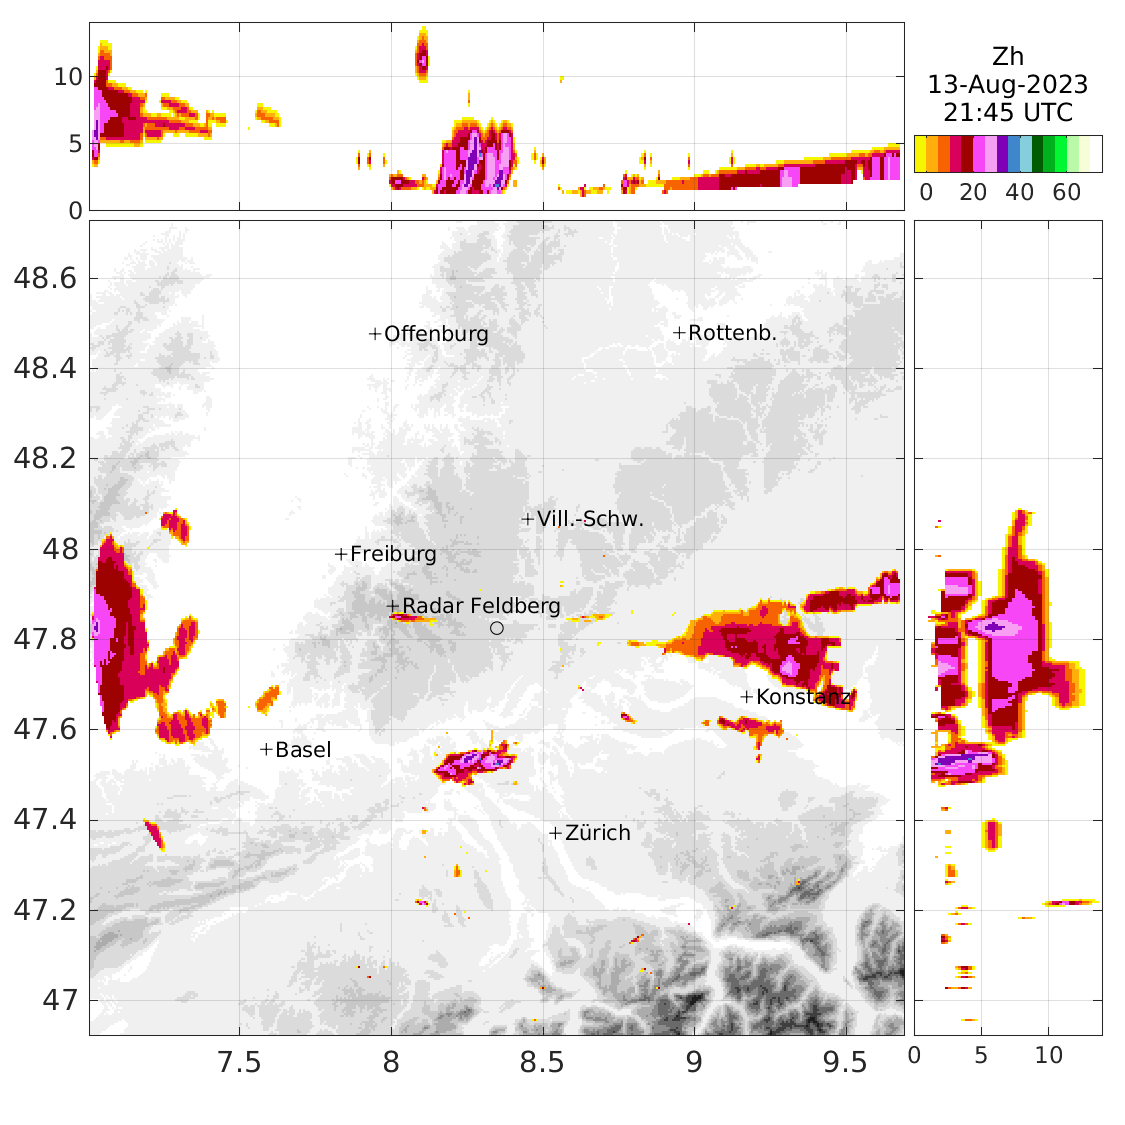 10
5
0
Zh
13-Aug-2023
21:45 UTC
0 20 40 60
48.6
48.4
48.2
48
47.8
47.6
47.4
47.2
47
Offenburg
Rottenb.
Vill.-Schw.
Freiburg
Radar Feldberg
Konstanz
Basel
Zürich
7.5 8 8.5 9 9.5
0 5 10